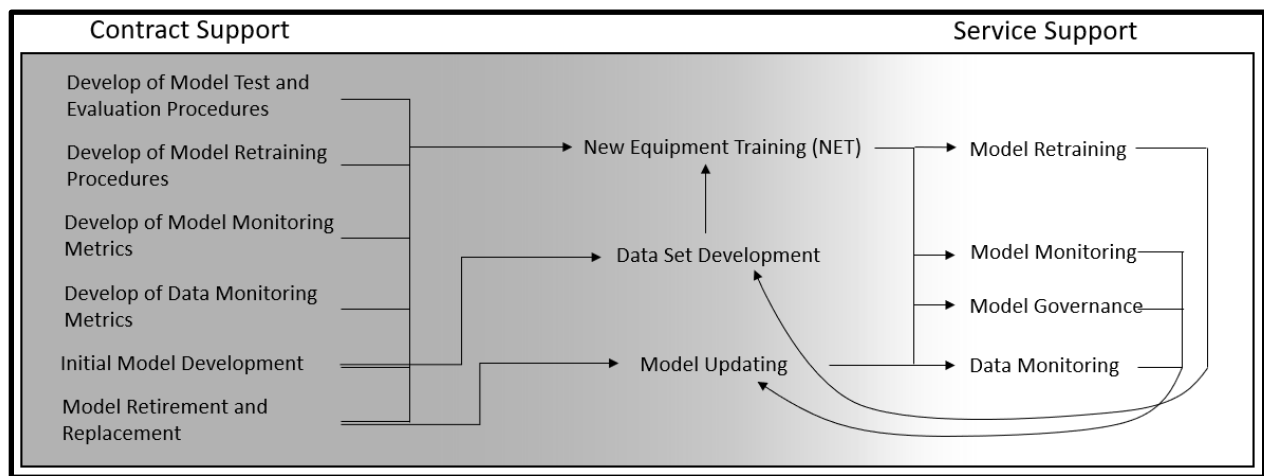 Contract Support
Service Support
Develop of Model Test and
Evaluation Procedures
Develop of Model Retraining
Procedures
Develop of Model Monitoring
Metrics
Develop of Data Monitoring
Metrics
Initial Model Development
Model Retirement and
Replacement
New Equipment Training (NET)
Data Set Development
Model Updating
Model Retraining
Model Monitoring
Model Governance
Data Monitoring